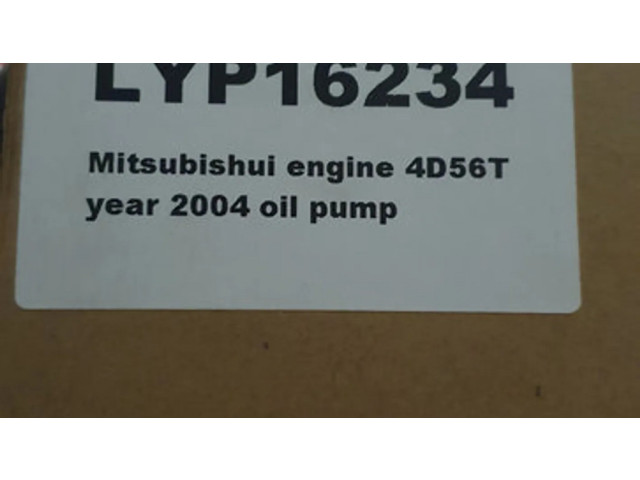 LYP16234
Mitsubishui engine 4D56T
year 2004 oil pump